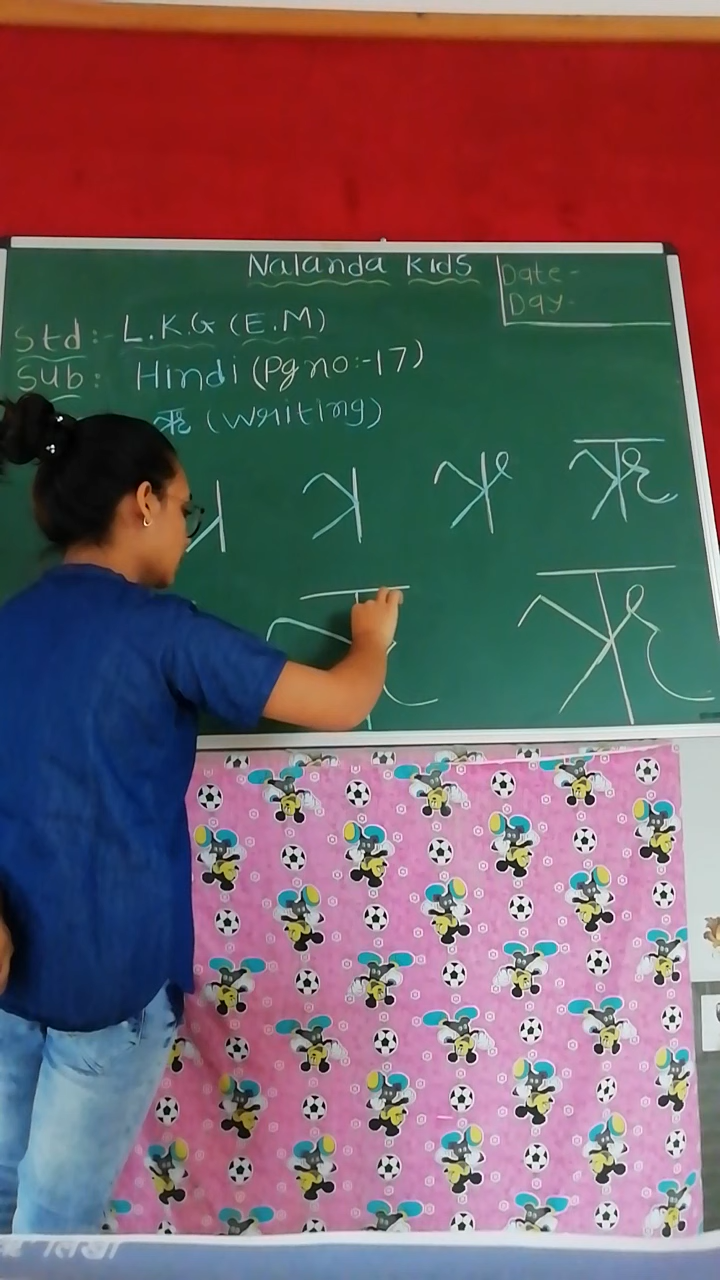 Nalanda Kids
Date-
Day-
Std:- L.K.G (E.M)
Sub: Hindi (Pg no:-17)
ऋ (Writing)
ऋ
ऋ
लिखो